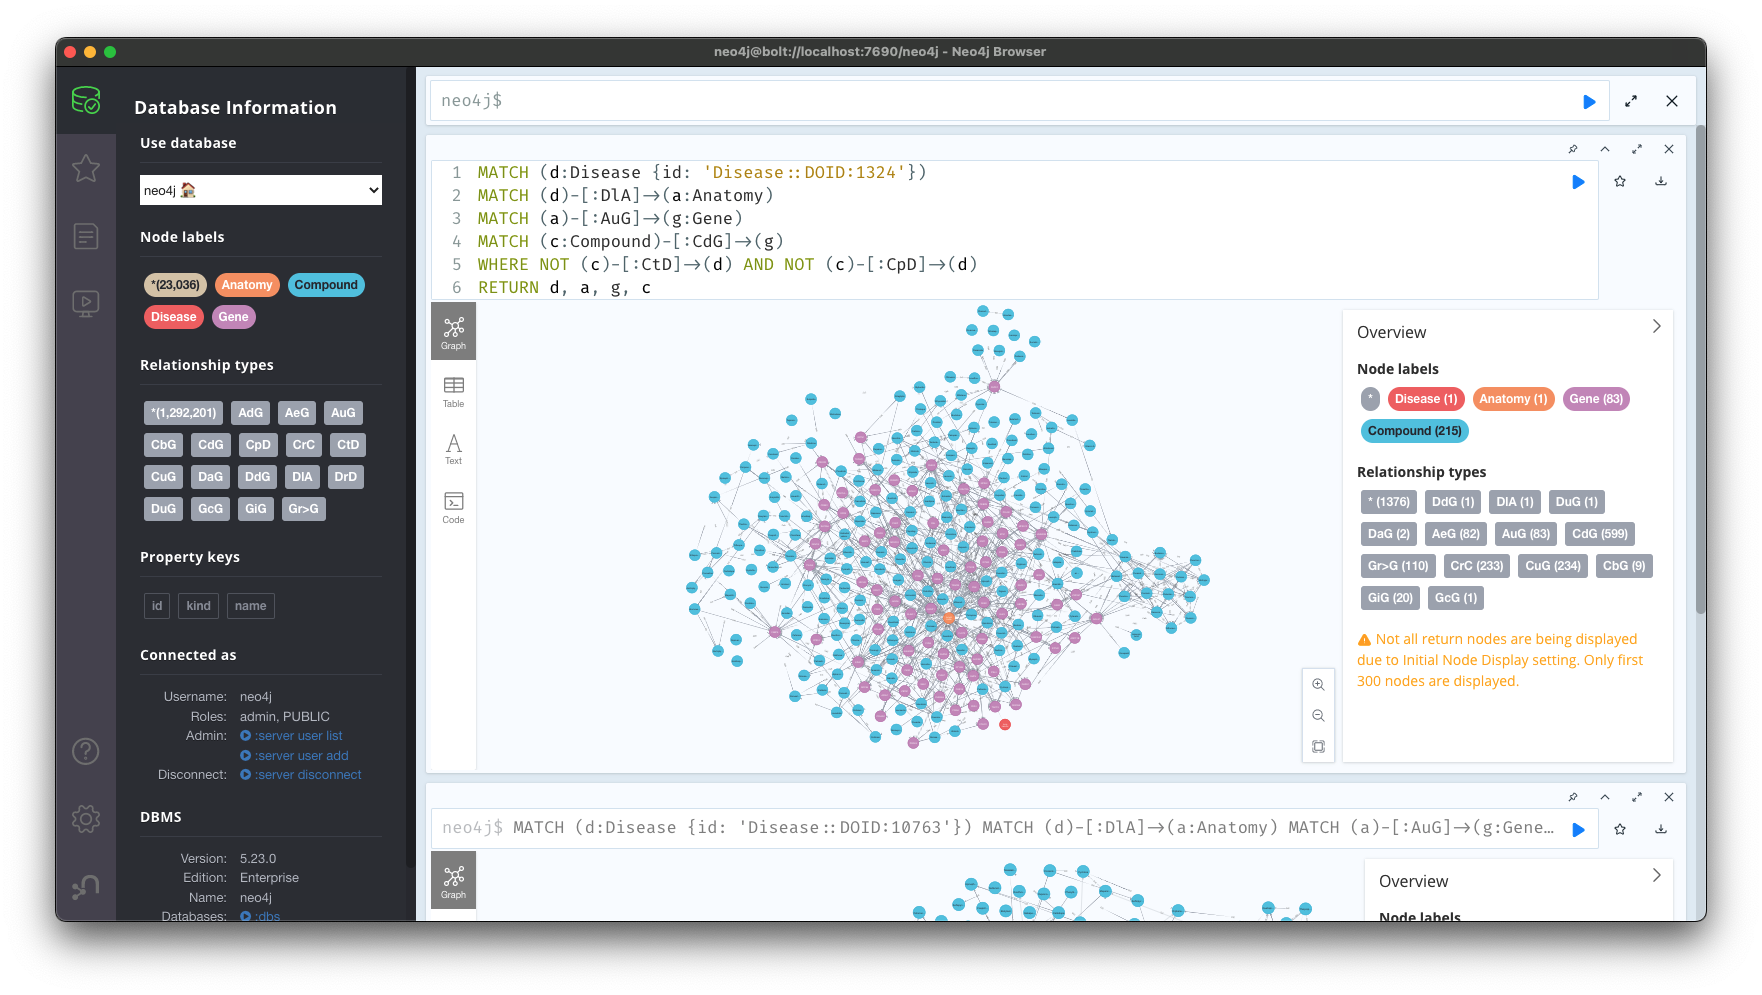 neo4j@bolt://localhost:7690/neo4j - Neo4j Browser
Database Information
Use database
neo4j
Node labels
*(23,036) Anatomy Compound
Disease Gene
Relationship types
*(1,292,201) AdG AeG AuG
CbG CdG CpD CrC CtD
CuG DaG DdG DlA DrD
DuG GcG GiG Gr>G
Property keys
id kind name
Connected as
Username: neo4j
Roles: admin, PUBLIC
Admin: :server user list
:server user add
Disconnect: :server disconnect
DBMS
Version: 5.23.0
Edition: Enterprise
Name: neo4j
Databases: :dbs
neo4j$
1 MATCH (d:Disease {id: 'Disease::DOID:1324'})
2 MATCH (d)-[:DlA]->(a:Anatomy)
3 MATCH (a)-[:AuG]->(g:Gene)
4 MATCH (c:Compound)-[:CdG]->(g)
5 WHERE NOT (c)-[:CtD]->(d) AND NOT (c)-[:CpD]->(d)
6 RETURN d, a, g, c
Graph
Table
Text
Code
Overview
Node labels
* Disease (1) Anatomy (1) Gene (83)
Compound (215)
Relationship types
* (1376) DdG (1) DlA (1) DuG (1)
DaG (2) AeG (82) AuG (83) CdG (599)
Gr>G (110) CrC (233) CuG (234) CbG (9)
GiG (20) GcG (1)
Not all return nodes are being displayed
due to Initial Node Display setting. Only first
300 nodes are displayed.
neo4j$ MATCH (d:Disease {id: 'Disease::DOID:10763'}) MATCH (d)-[:DlA]->(a:Anatomy) MATCH (a)-[:AuG]->(g:Gene…
Graph
Overview
Node labels